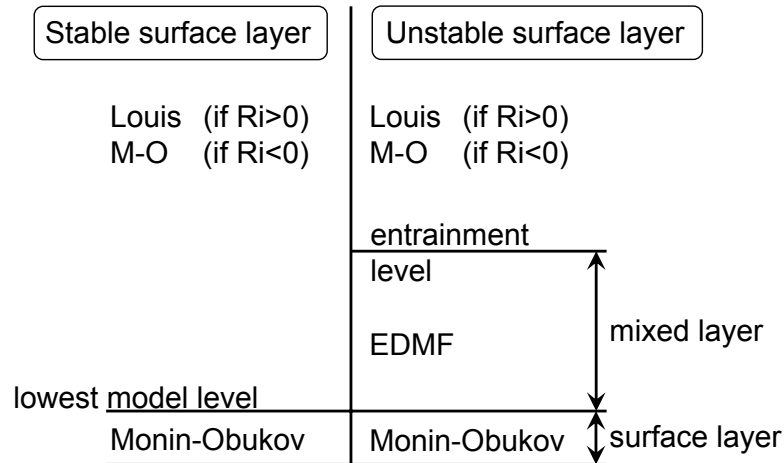 Stable surface layer
Unstable surface layer
Louis (if Ri>0)
M-O (if Ri<0)
Louis (if Ri>0)
M-O (if Ri<0)
entrainment
level
EDMF
mixed layer
lowest model level
Monin-Obukov
Monin-Obukov
surface layer